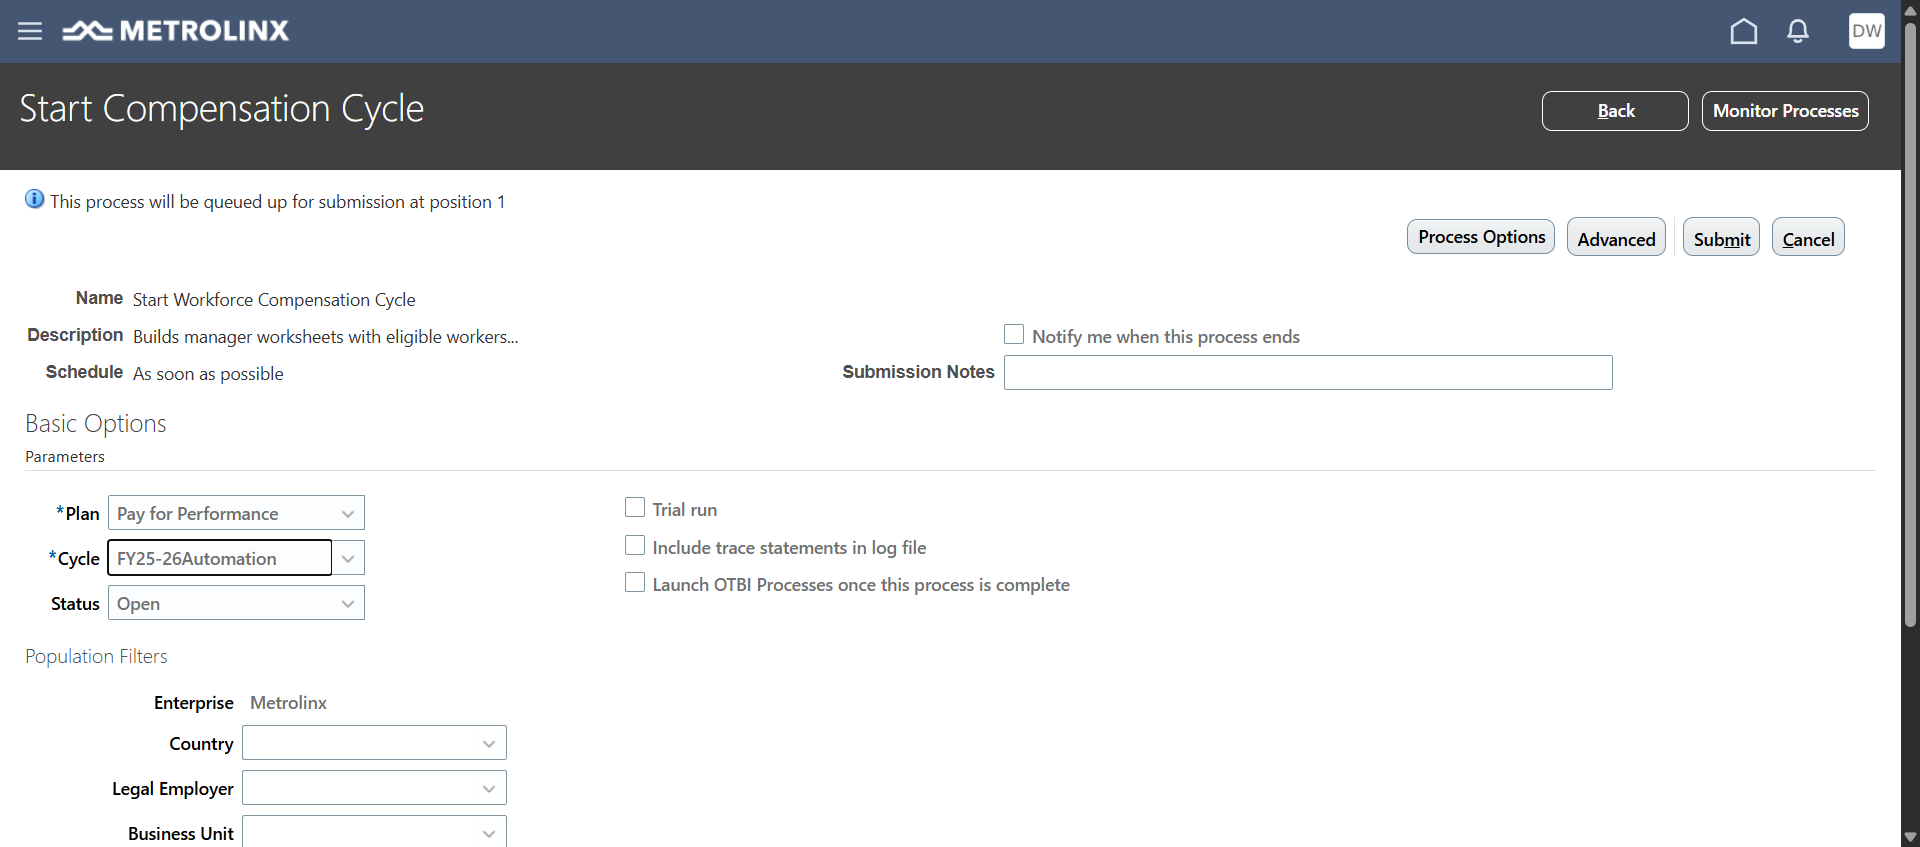 METROLINX
DW
Start Compensation Cycle
Back
Monitor Processes
This process will be queued up for submission at position 1
Process Options
Advanced
Submit
Cancel
Name Start Workforce Compensation Cycle
Description Builds manager worksheets with eligible workers...
Notify me when this process ends
Schedule As soon as possible
Submission Notes
Basic Options
Parameters
*Plan Pay for Performance
Trial run
*Cycle FY25-26Automation
Include trace statements in log file
Status Open
Launch OTBI Processes once this process is complete
Population Filters
Enterprise Metrolinx
Country
Legal Employer
Business Unit